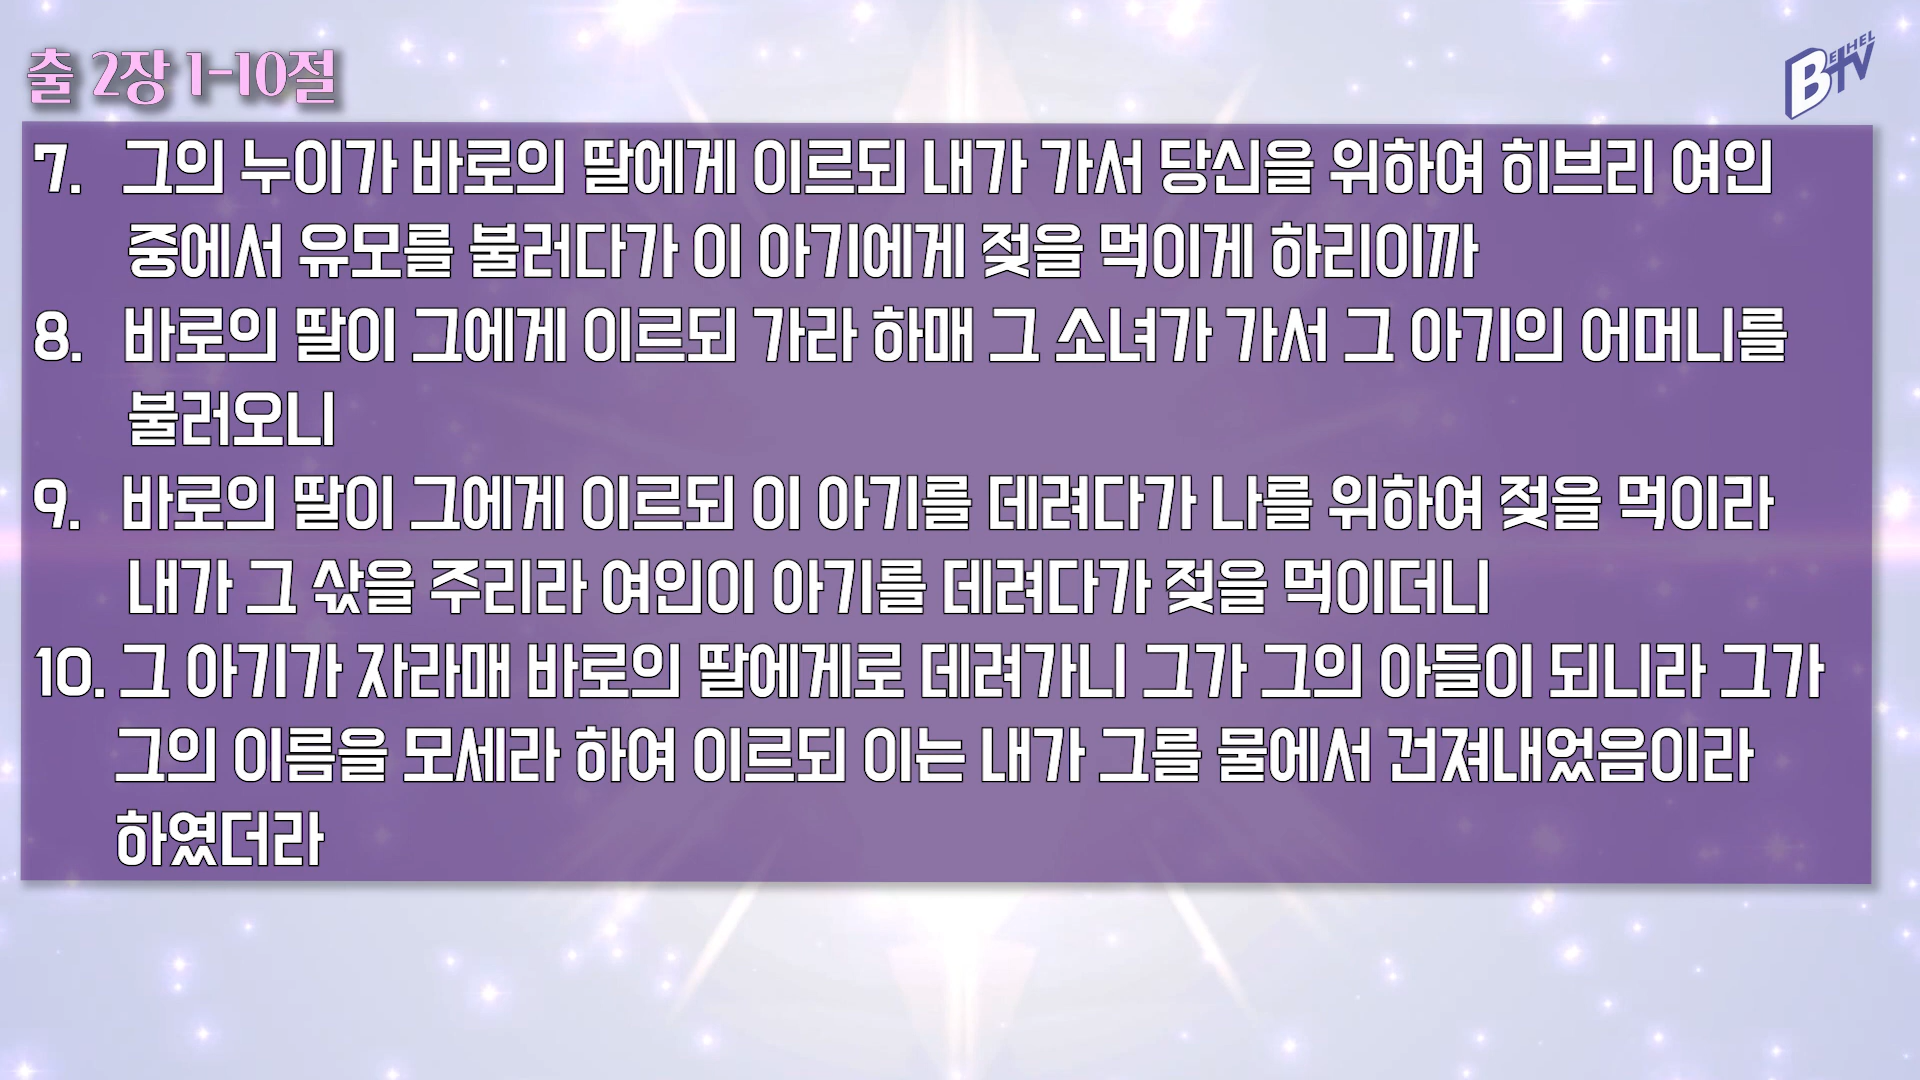 출 2장 1-10절
BETHEL TV
7. 그의 누이가 바로의 딸에게 이르되 내가 가서 당신을 위하여 히브리 여인
중에서 유모를 불러다가 이 아기에게 젖을 먹이게 하리이까
8. 바로의 딸이 그에게 이르되 가라 하매 그 소녀가 가서 그 아기의 어머니를
불러오니
9. 바로의 딸이 그에게 이르되 이 아기를 데려다가 나를 위하여 젖을 먹이라
내가 그 삯을 주리라 여인이 아기를 데려다가 젖을 먹이더니
10. 그 아기가 자라매 바로의 딸에게로 데려가니 그가 그의 아들이 되니라 그가
그의 이름을 모세라 하여 이르되 이는 내가 그를 물에서 건져내었음이라
하였더라